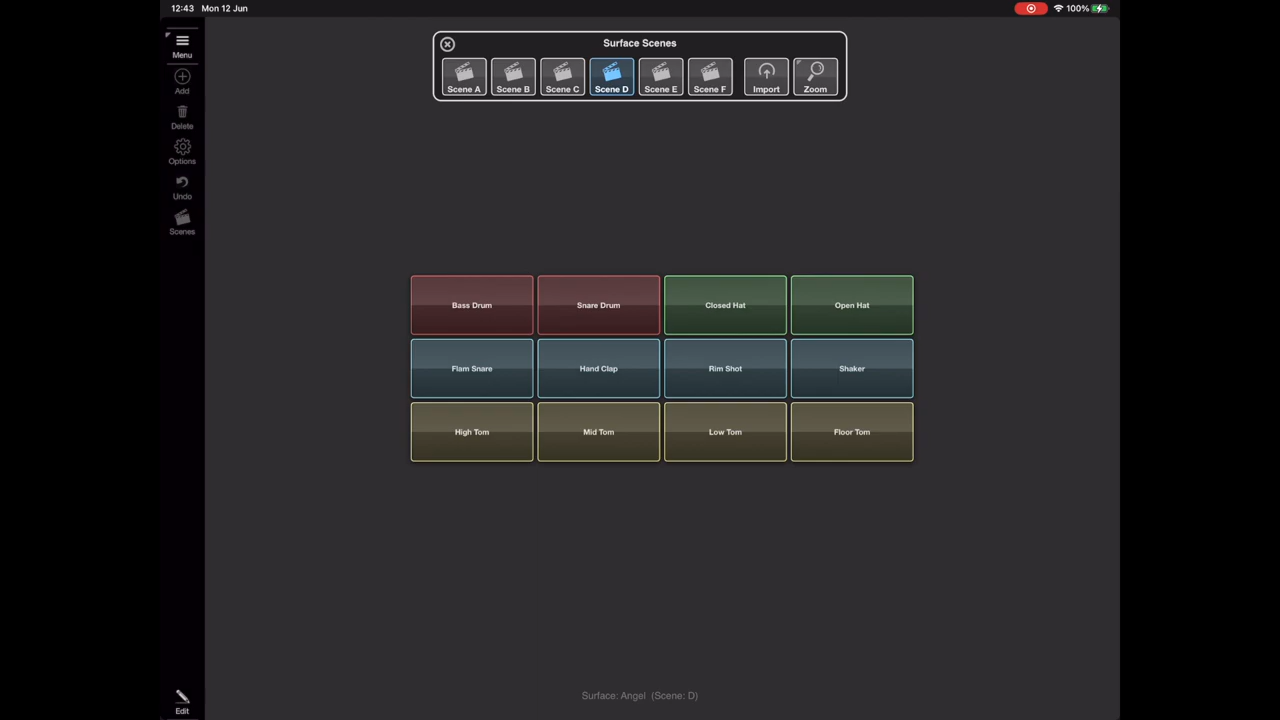 12:43 Mon 12 Jun
100%
Surface Scenes
Scene A Scene B Scene C Scene D Scene E Scene F Import Zoom
Menu
Add
Delete
Options
Undo
Scenes
Bass Drum Snare Drum Closed Hat Open Hat
Flam Snare Hand Clap Rim Shot Shaker
High Tom Mid Tom Low Tom Floor Tom
Surface: Angel (Scene: D)
Edit